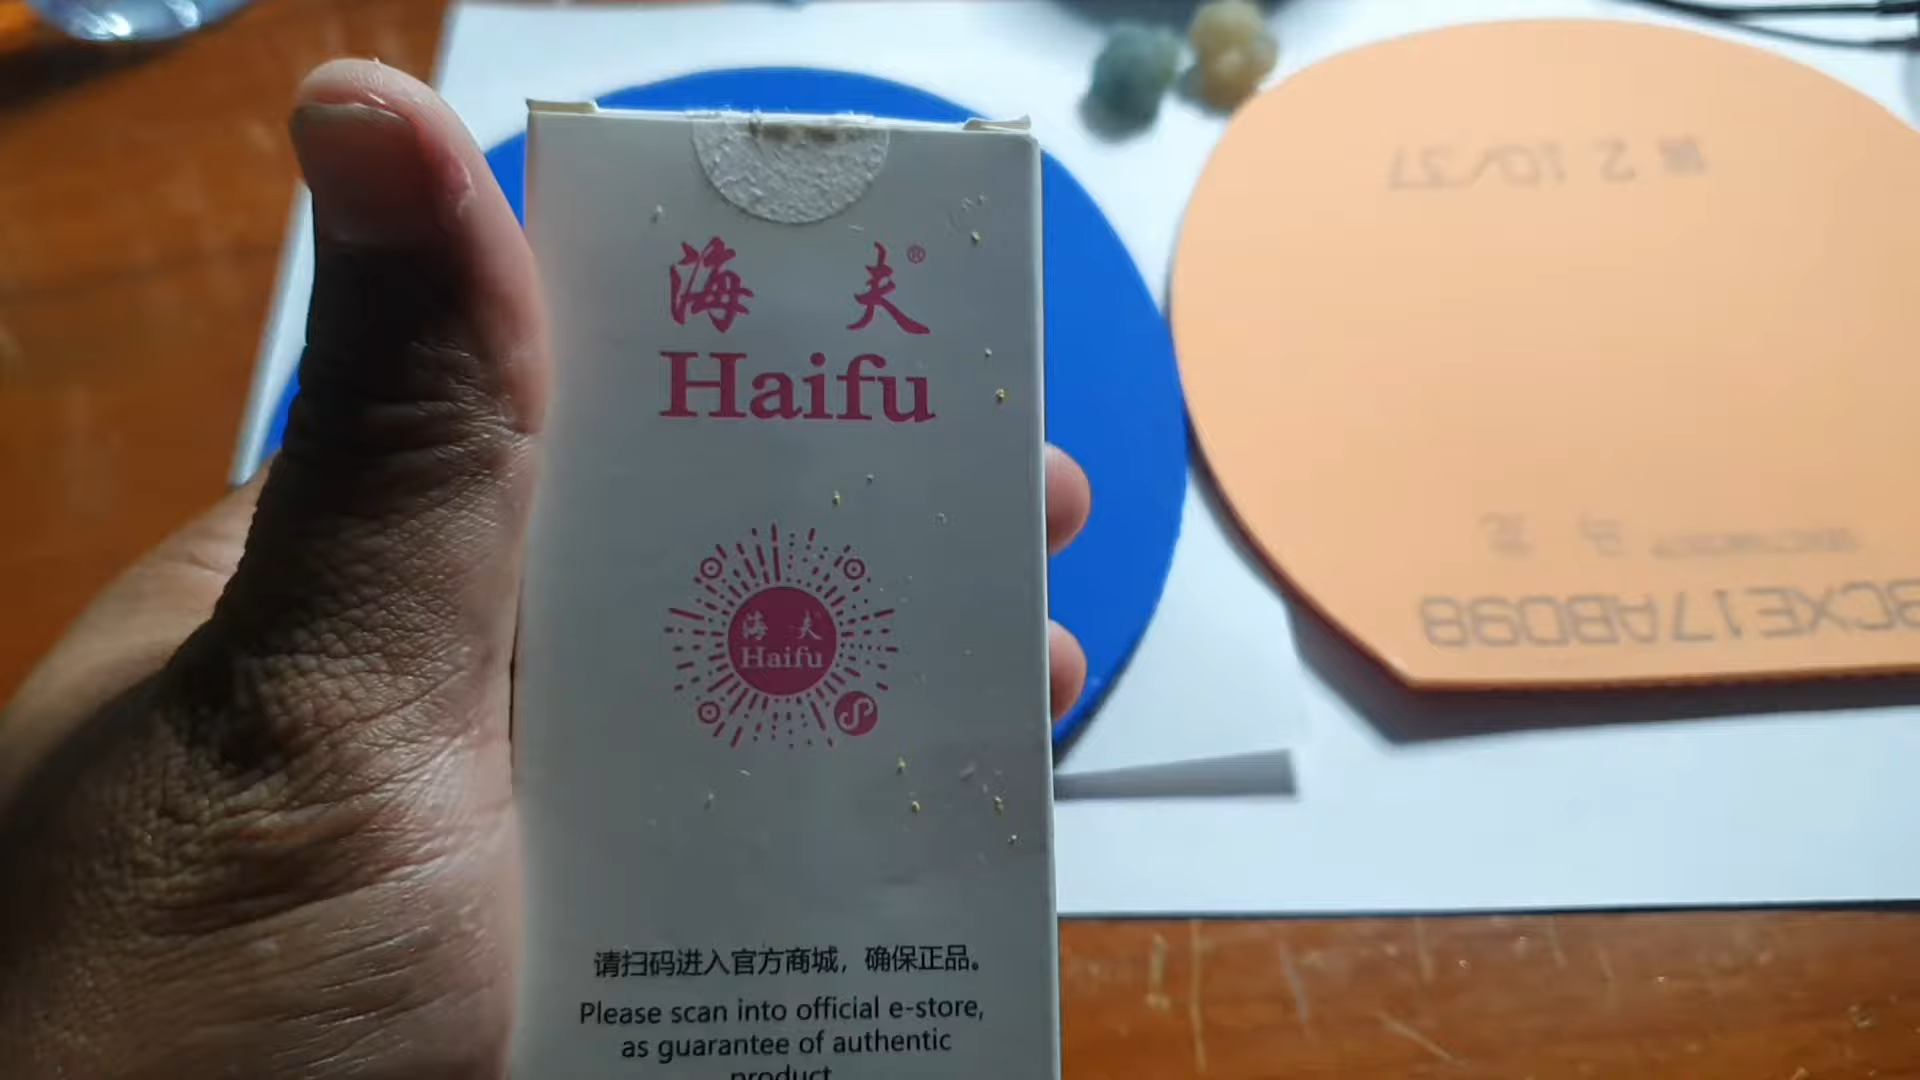 海夫®
Haifu
海夫
Haifu
请扫码进入官方商城，确保正品。
Please scan into official e-store,
as guarantee of authentic
product